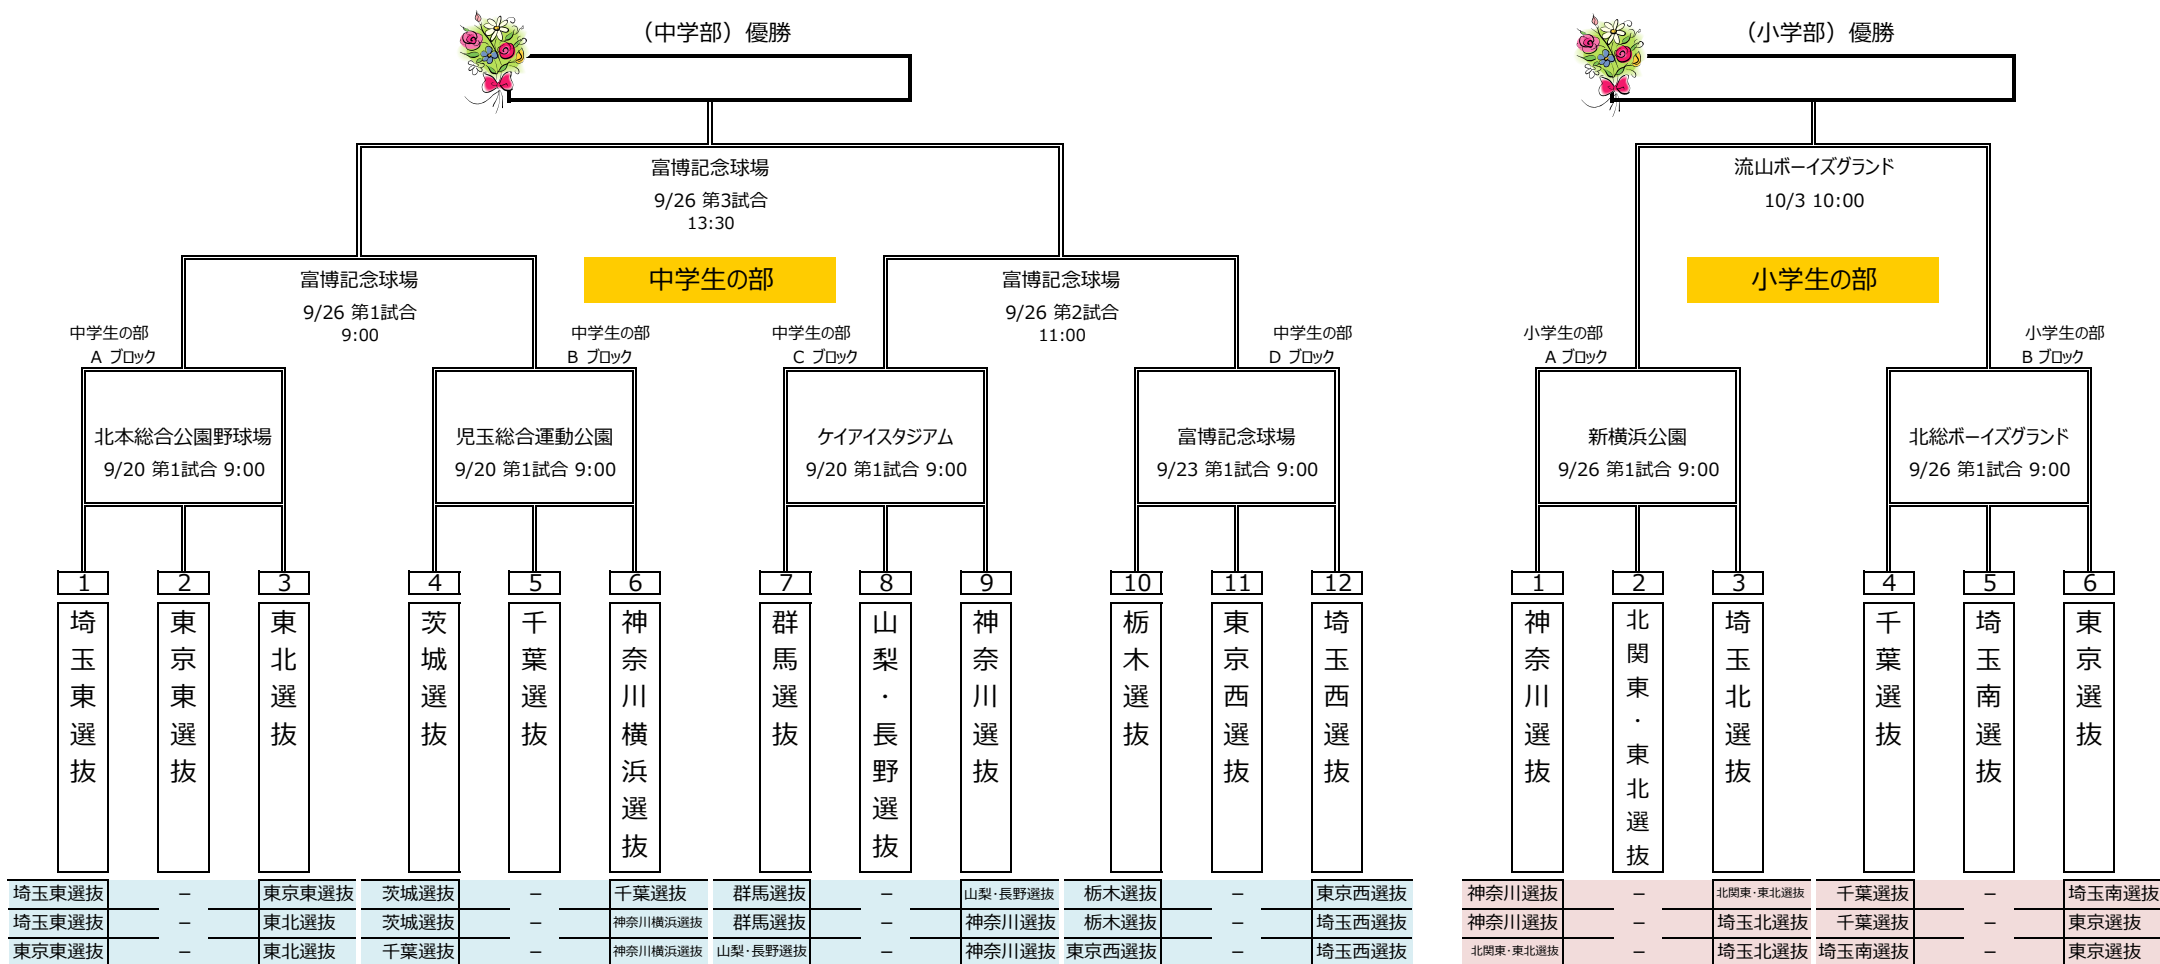 (中学部) 優勝
(小学部) 優勝
富博記念球場
9/26 第3試合
13:30
流山ボーイズグランド
10/3 10:00
中学生の部
小学生の部
富博記念球場
9/26 第1試合
9:00
富博記念球場
9/26 第2試合
11:00
中学生の部
A ブロック
中学生の部
B ブロック
中学生の部
C ブロック
中学生の部
D ブロック
小学生の部
A ブロック
小学生の部
B ブロック
北本総合公園野球場
9/20 第1試合 9:00
児玉総合運動公園
9/20 第1試合 9:00
ケイアイスタジアム
9/20 第1試合 9:00
富博記念球場
9/23 第1試合 9:00
新横浜公園
9/26 第1試合 9:00
北総ボーイズグランド
9/26 第1試合 9:00
1 2 3 4 5 6 7 8 9 10 11 12 1 2 3 4 5 6
埼玉東選抜
東京東選抜
東北選抜
茨城選抜
千葉選抜
神奈川横浜選抜
群馬選抜
山梨・長野選抜
神奈川選抜
栃木選抜
東京西選抜
埼玉西選抜
神奈川選抜
北関東・東北選抜
埼玉北選抜
千葉選抜
埼玉南選抜
東京選抜
埼玉東選抜 － 東京東選抜 茨城選抜 － 千葉選抜 群馬選抜 － 山梨・長野選抜 栃木選抜 － 東京西選抜 神奈川選抜 － 北関東・東北選抜 千葉選抜 － 埼玉南選抜
埼玉東選抜 － 東北選抜 茨城選抜 － 神奈川横浜選抜 群馬選抜 － 神奈川選抜 栃木選抜 － 埼玉西選抜 神奈川選抜 － 埼玉北選抜 千葉選抜 － 東京選抜
東京東選抜 － 東北選抜 千葉選抜 － 神奈川横浜選抜 山梨・長野選抜 － 神奈川選抜 東京西選抜 － 埼玉西選抜 北関東・東北選抜 － 埼玉北選抜 埼玉南選抜 － 東京選抜